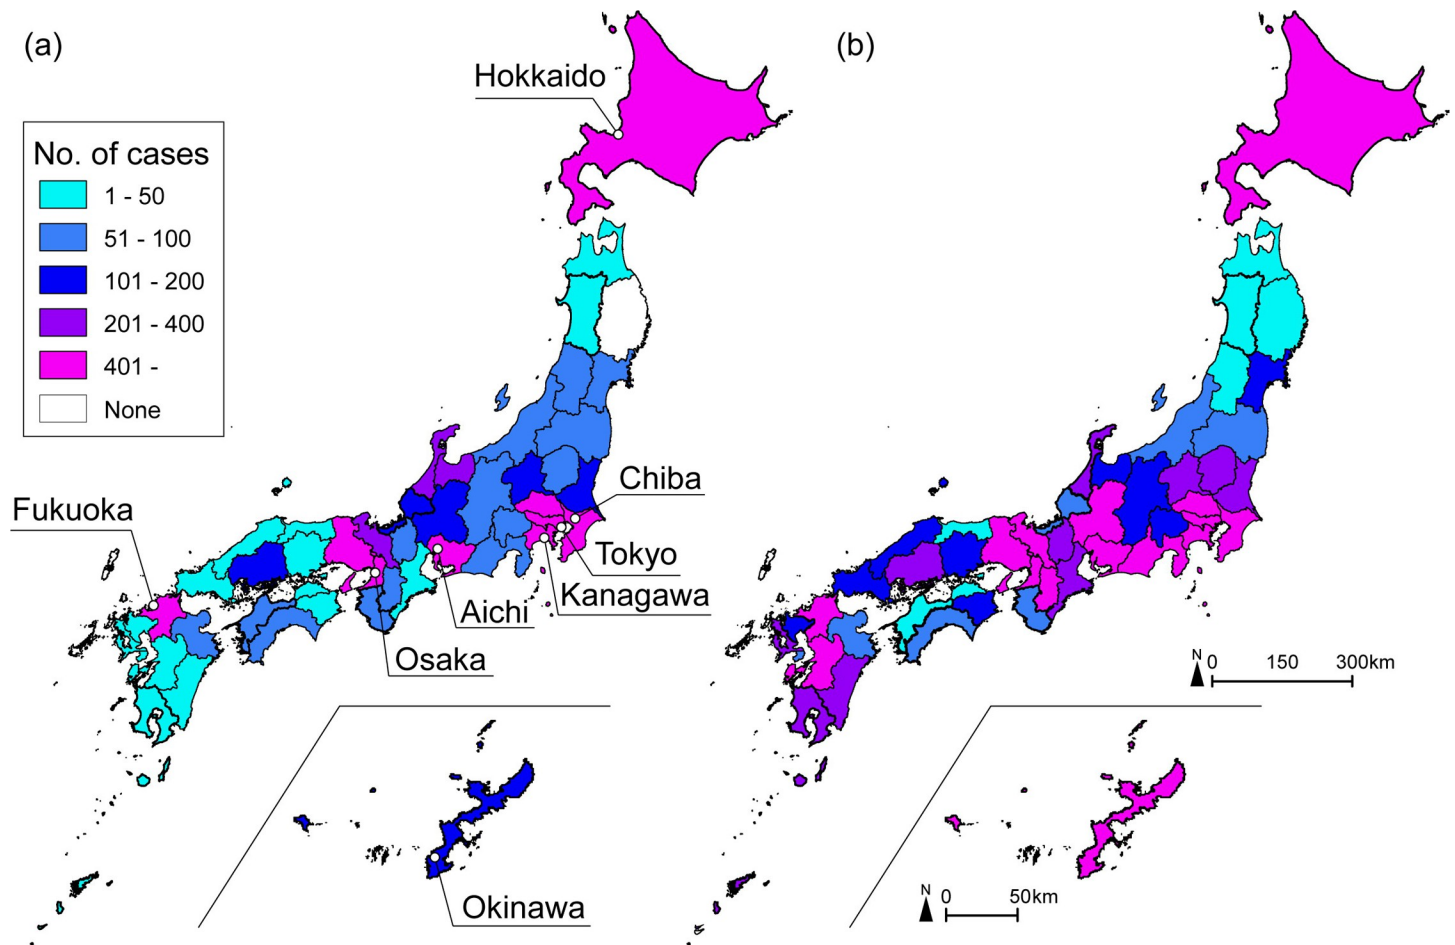 (a)
(b)
Hokkaido
No. of cases
1 - 50
51 - 100
101 - 200
201 - 400
401 -
None
Chiba
Fukuoka
Tokyo
Kanagawa
Aichi
Osaka
N 0 150 300km
N 0 50km
Okinawa